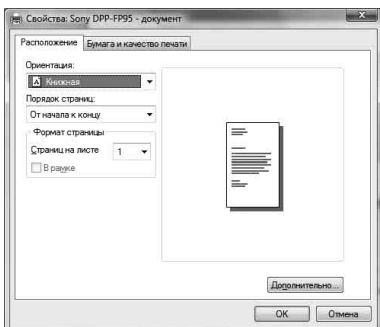 Свойства: Sony DPP-FP95 - документ
Расположение Бумага и качество печати
Ориентация:
Книжная
Порядок страниц:
От начала к концу
Формат страницы
Страниц на листе 1
В рамке
Дополнительно...
ОК Отмена